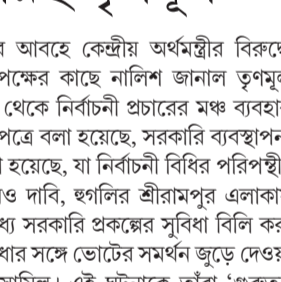 র আবহে কেন্দ্রীয় অর্থমন্ত্রীর বিরুদ্ধে
পক্ষের কাছে নালিশ জানাল তৃণমূল
থেকে নির্বাচনী প্রচারের মঞ্চ ব্যবহা
পত্রে বলা হয়েছে, সরকারি ব্যবস্থাপন
হয়েছে, যা নির্বাচনী বিধির পরিপন্থী
ও দাবি, হুগলির শ্রীরামপুর এলাকা
ধ্য সরকারি প্রকল্পের সুবিধা বিলি কর
ধার সঙ্গে ভোটের সমর্থন জুড়ে দেওয়